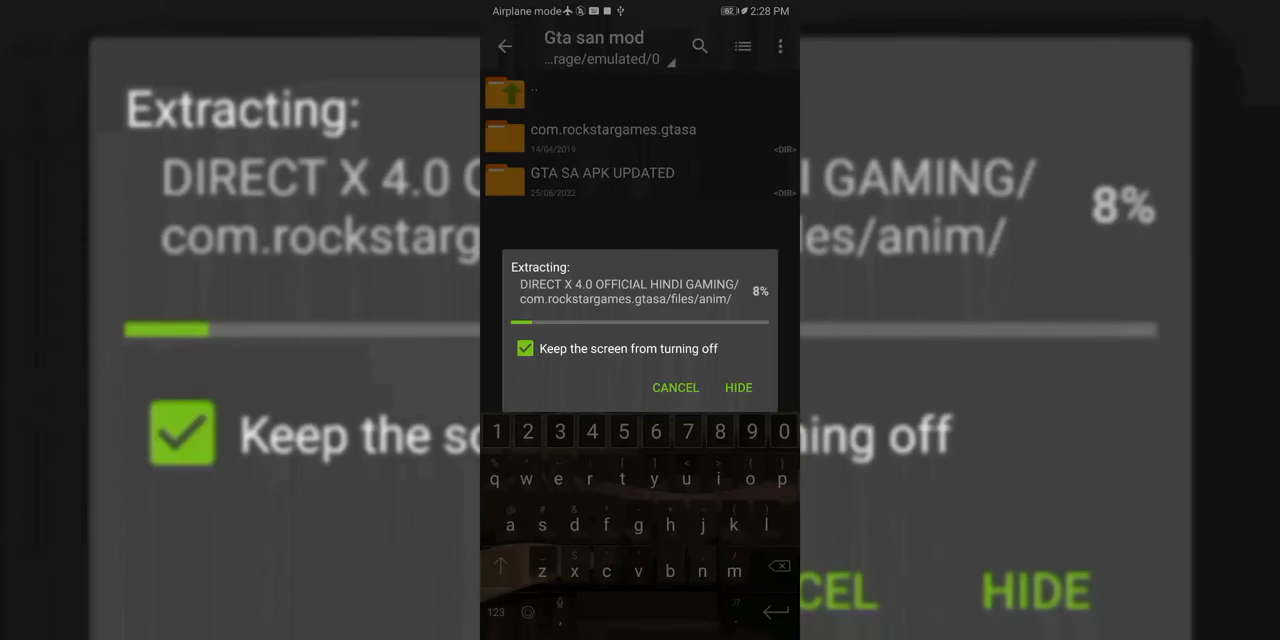 Airplane mode 62 2:28 PM
Gta san mod
...rage/emulated/0
..
com.rockstargames.gtasa
14/04/2019 <DIR>
GTA SA APK UPDATED
25/06/2022 <DIR>
Extracting:
DIRECT X 4.0 OFFICIAL HINDI GAMING/
com.rockstargames.gtasa/files/anim/
8%
Keep the screen from turning off
CANCEL HIDE
1 2 3 4 5 6 7 8 9 0
q w e r t y u i o p
a s d f g h j k l
z x c v b n m
123 , .
Extracting:
DIRECT X 4.0 I GAMING/
com.rockstarg les/anim/
8%
Keep the sc ning off
CEL HIDE